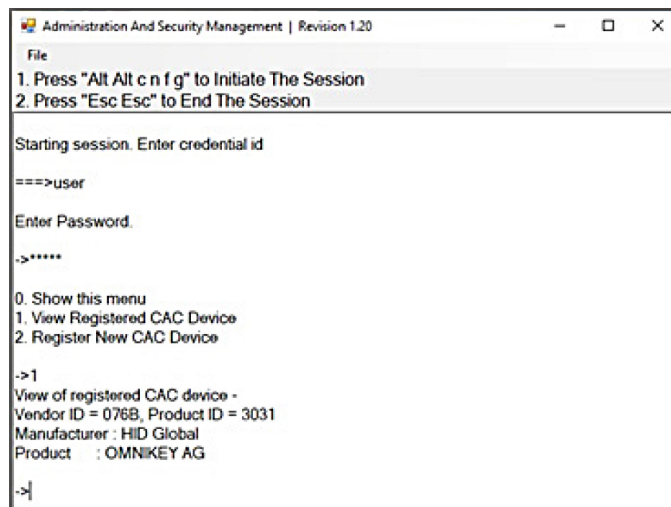 Administration And Security Management | Revision 1.20
File
1. Press "Alt Alt c n f g" to Initiate The Session
2. Press "Esc Esc" to End The Session
Starting session. Enter credential id
===>user
Enter Password.
->*****
0. Show this menu
1. View Registered CAC Device
2. Register New CAC Device
->1
View of registered CAC device -
Vendor ID = 076B, Product ID = 3031
Manufacturer : HID Global
Product : OMNIKEY AG
->